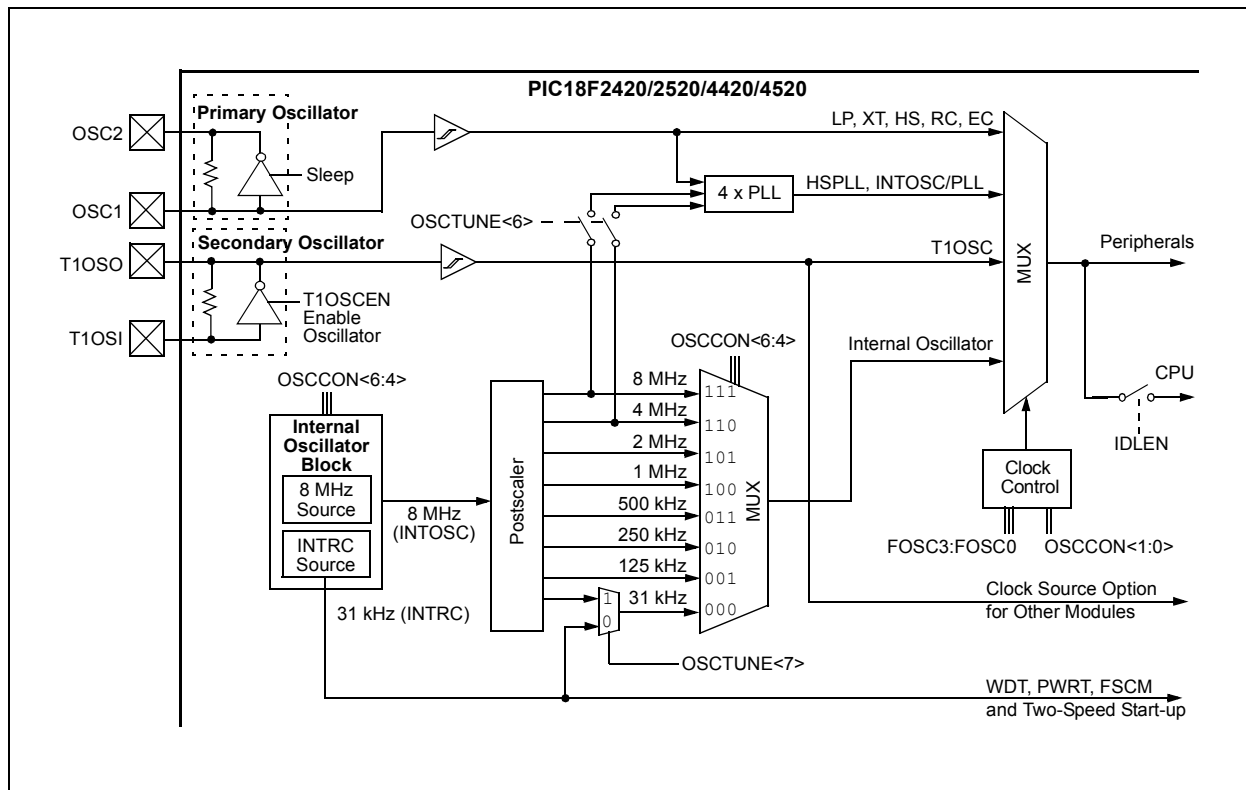 PIC18F2420/2520/4420/4520
Primary Oscillator
OSC2
Sleep
OSC1
LP, XT, HS, RC, EC
4 x PLL
HSPLL, INTOSC/PLL
OSCTUNE<6>
Secondary Oscillator
T1OSO
T1OSCEN
Enable
Oscillator
T1OSI
T1OSC
MUX
Peripherals
Internal Oscillator
CPU
IDLEN
Clock
Control
FOSC3:FOSC0
OSCCON<1:0>
OSCCON<6:4>
Internal
Oscillator
Block
8 MHz
Source
INTRC
Source
8 MHz
(INTOSC)
31 kHz (INTRC)
Postscaler
OSCCON<6:4>
8 MHz
111
4 MHz
110
2 MHz
101
1 MHz
100
500 kHz
011
250 kHz
010
125 kHz
001
1
0
31 kHz
000
MUX
OSCTUNE<7>
Clock Source Option
for Other Modules
WDT, PWRT, FSCM
and Two-Speed Start-up